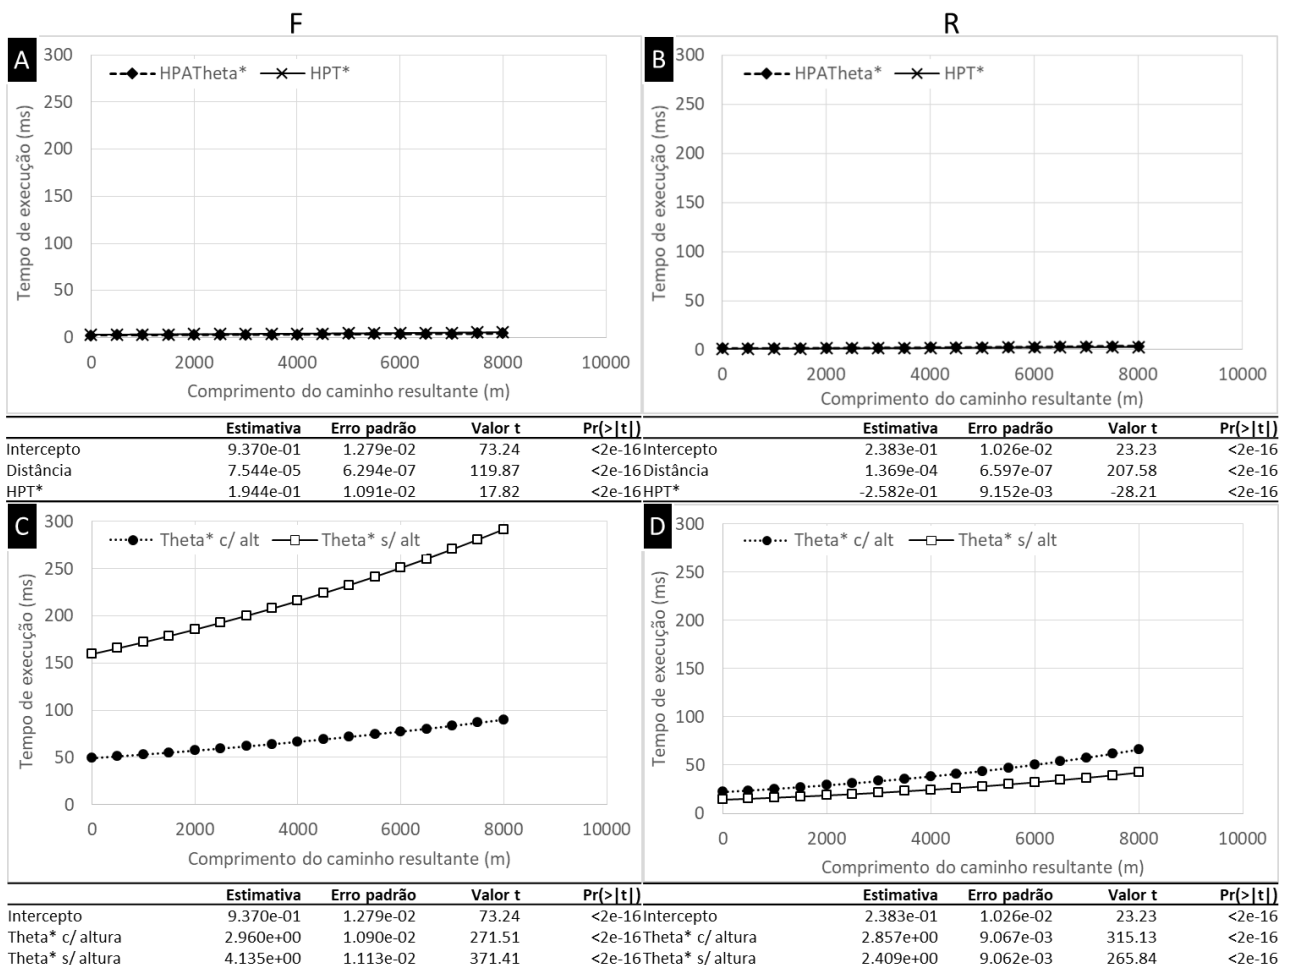 F
R
A
HPATheta*
HPT*
300
250
200
150
100
50
0
Tempo de execução (ms)
0 2000 4000 6000 8000 10000
Comprimento do caminho resultante (m)
B
HPATheta*
HPT*
300
250
200
150
100
50
0
Tempo de execução (ms)
0 2000 4000 6000 8000 10000
Comprimento do caminho resultante (m)
Estimativa Erro padrão Valor t Pr(>|t|)
Intercepto 9.370e-01 1.279e-02 73.24 <2e-16
Distância 7.544e-05 6.294e-07 119.87 <2e-16
HPT* 1.944e-01 1.091e-02 17.82 <2e-16
Estimativa Erro padrão Valor t Pr(>|t|)
Intercepto 2.383e-01 1.026e-02 23.23 <2e-16
Distância 1.369e-04 6.597e-07 207.58 <2e-16
HPT* -2.582e-01 9.152e-03 -28.21 <2e-16
C
Theta* c/ alt
Theta* s/ alt
300
250
200
150
100
50
0
Tempo de execução (ms)
0 2000 4000 6000 8000 10000
Comprimento do caminho resultante (m)
D
Theta* c/ alt
Theta* s/ alt
300
250
200
150
100
50
0
Tempo de execução (ms)
0 2000 4000 6000 8000 10000
Comprimento do caminho resultante (m)
Estimativa Erro padrão Valor t Pr(>|t|)
Intercepto 9.370e-01 1.279e-02 73.24 <2e-16
Theta* c/ altura 2.960e+00 1.090e-02 271.51 <2e-16
Theta* s/ altura 4.135e+00 1.113e-02 371.41 <2e-16
Estimativa Erro padrão Valor t Pr(>|t|)
Intercepto 2.383e-01 1.026e-02 23.23 <2e-16
Theta* c/ altura 2.857e+00 9.067e-03 315.13 <2e-16
Theta* s/ altura 2.409e+00 9.062e-03 265.84 <2e-16